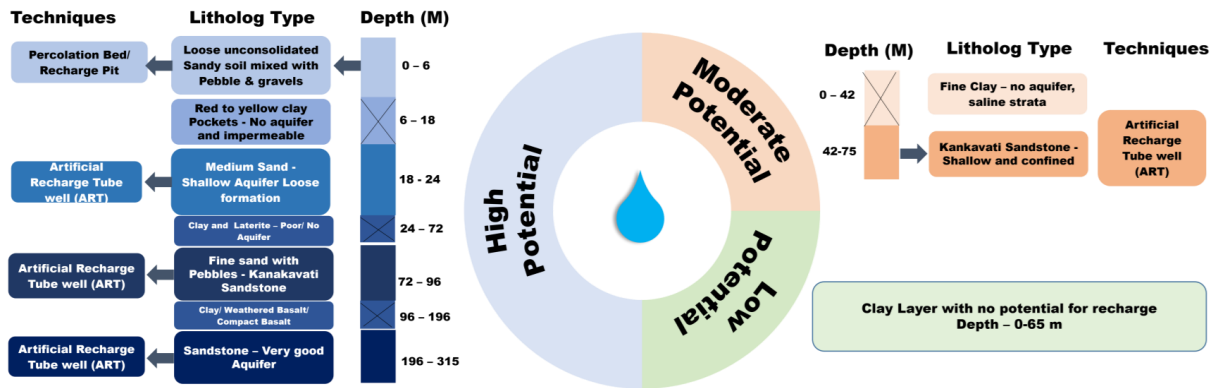 Techniques
Litholog Type
Depth (M)
Percolation Bed/
Recharge Pit
Loose unconsolidated
Sandy soil mixed with
Pebble & gravels
0 – 6
Red to yellow clay
Pockets - No aquifer
and impermeable
6 – 18
Artificial
Recharge Tube
well (ART)
Medium Sand -
Shallow Aquifer Loose
formation
18 - 24
Clay and Laterite – Poor/ No
Aquifer
24 – 72
Artificial Recharge
Tube well (ART)
Fine sand with
Pebbles - Kanakavati
Sandstone
72 – 96
Clay/ Weathered Basalt/
Compact Basalt
96 – 196
Artificial Recharge
Tube well (ART)
Sandstone – Very good
Aquifer
196 – 315
High
Potential
Moderate
Potential
Low
Potential
Depth (M)
Litholog Type
Techniques
0 – 42
Fine Clay – no aquifer,
saline strata
42-75
Kankavati Sandstone -
Shallow and confined
Artificial
Recharge
Tube well
(ART)
Clay Layer with no potential for recharge
Depth – 0-65 m